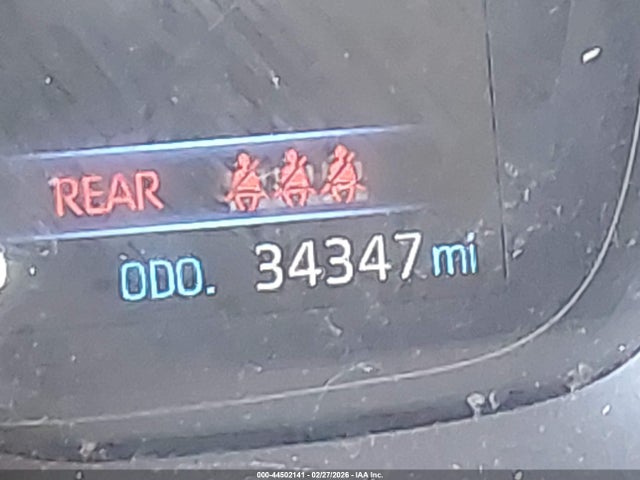 REAR
ODO. 34347 mi
000-44502141 - 02/27/2026 - IAA Inc.